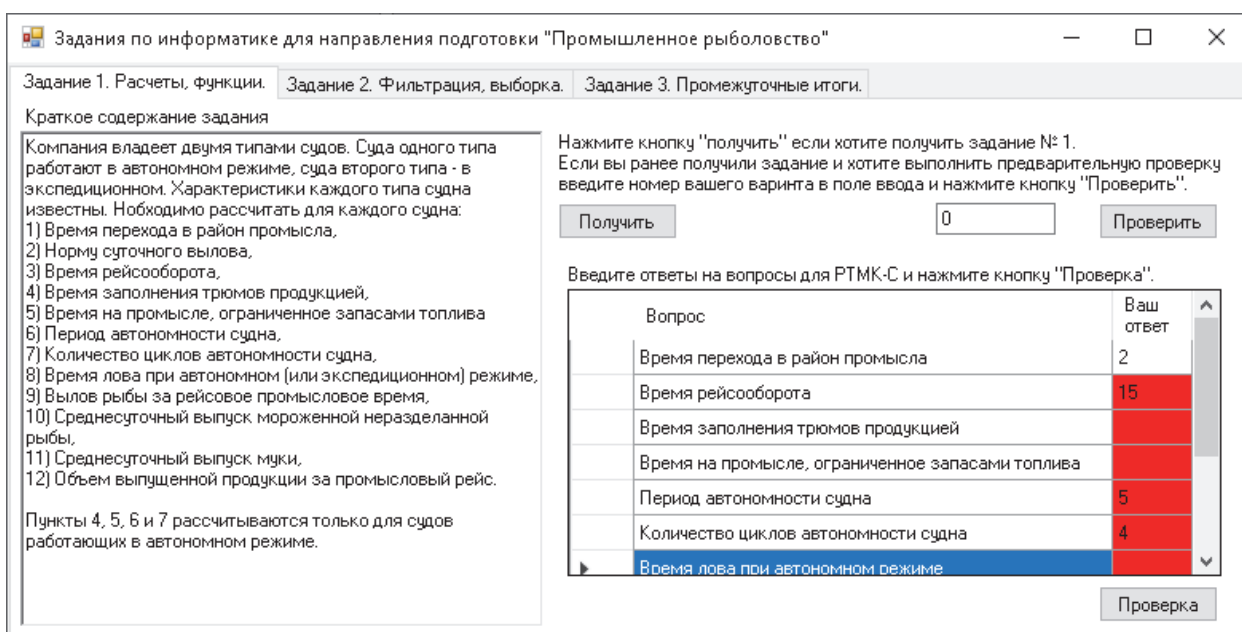 Задания по информатике для направления подготовки "Промышленное рыболовство"
Задание 1. Расчеты, функции.
Задание 2. Фильтрация, выборка.
Задание 3. Промежуточные итоги.
Краткое содержание задания
Компания владеет двумя типами судов. Суда одного типа
работают в автономном режиме, суда второго типа - в
экспедиционном. Характеристики каждого типа судна
известны. Нобходимо рассчитать для каждого судна:
1) Время перехода в район промысла,
2) Норму суточного вылова,
3) Время рейсооборота,
4) Время заполнения трюмов продукцией,
5) Время на промысле, ограниченное запасами топлива
6) Период автономности судна,
7) Количество циклов автономности судна,
8) Время лова при автономном (или экспедиционном) режиме,
9) Вылов рыбы за рейсовое промысловое время,
10) Среднесуточный выпуск мороженной неразделанной
рыбы,
11) Среднесуточный выпуск муки,
12) Объем выпущенной продукции за промысловый рейс.
Пункты 4, 5, 6 и 7 рассчитываются только для судов
работающих в автономном режиме.
Нажмите кнопку "получить" если хотите получить задание № 1.
Если вы ранее получили задание и хотите выполнить предварительную проверку
введите номер вашего варинта в поле ввода и нажмите кнопку "Проверить".
Получить
0
Проверить
Введите ответы на вопросы для РТМК-С и нажмите кнопку "Проверка".
Вопрос
Ваш
ответ
Время перехода в район промысла 2
Время рейсооборота 15
Время заполнения трюмов продукцией
Время на промысле, ограниченное запасами топлива
Период автономности судна 5
Количество циклов автономности судна 4
Время лова при автономном режиме
Проверка